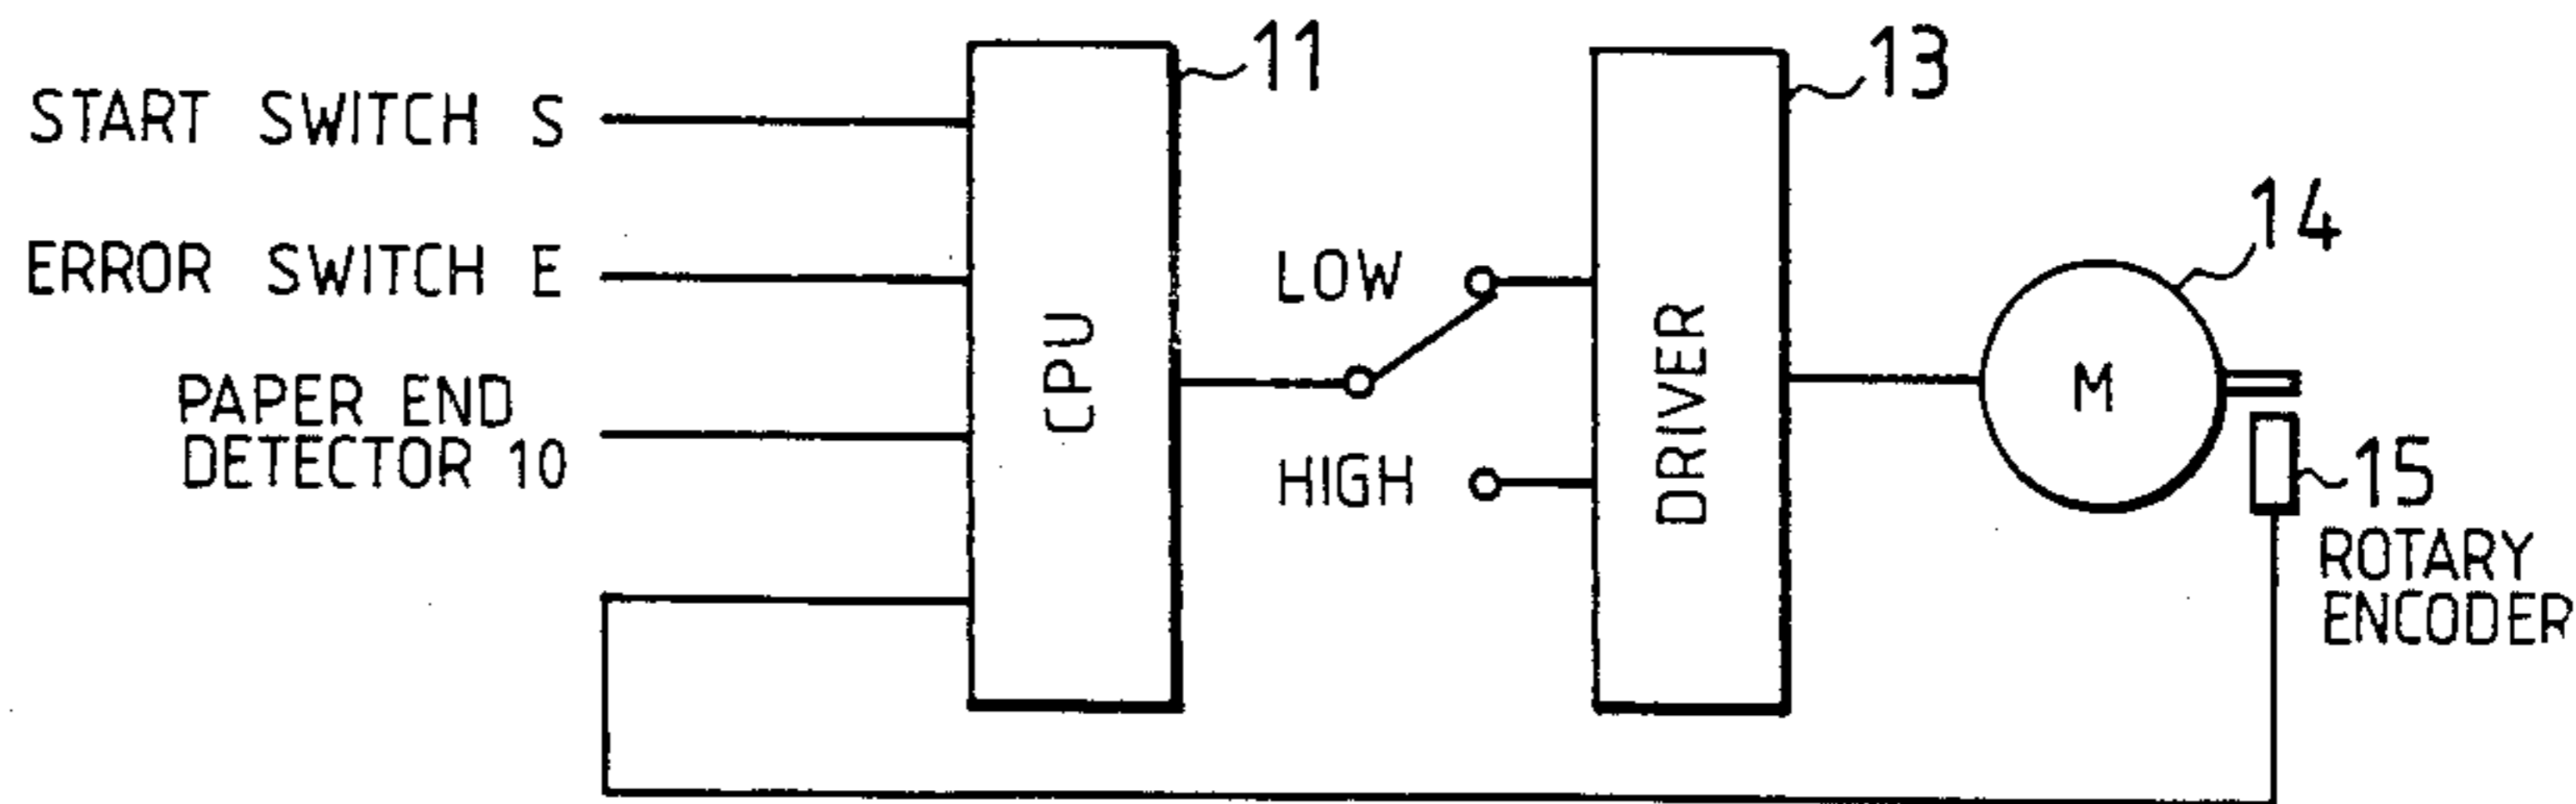 START SWITCH S
ERROR SWITCH E
PAPER END
DETECTOR 10
11
CPU
LOW
HIGH
13
DRIVER
14
M
15
ROTARY
ENCODER